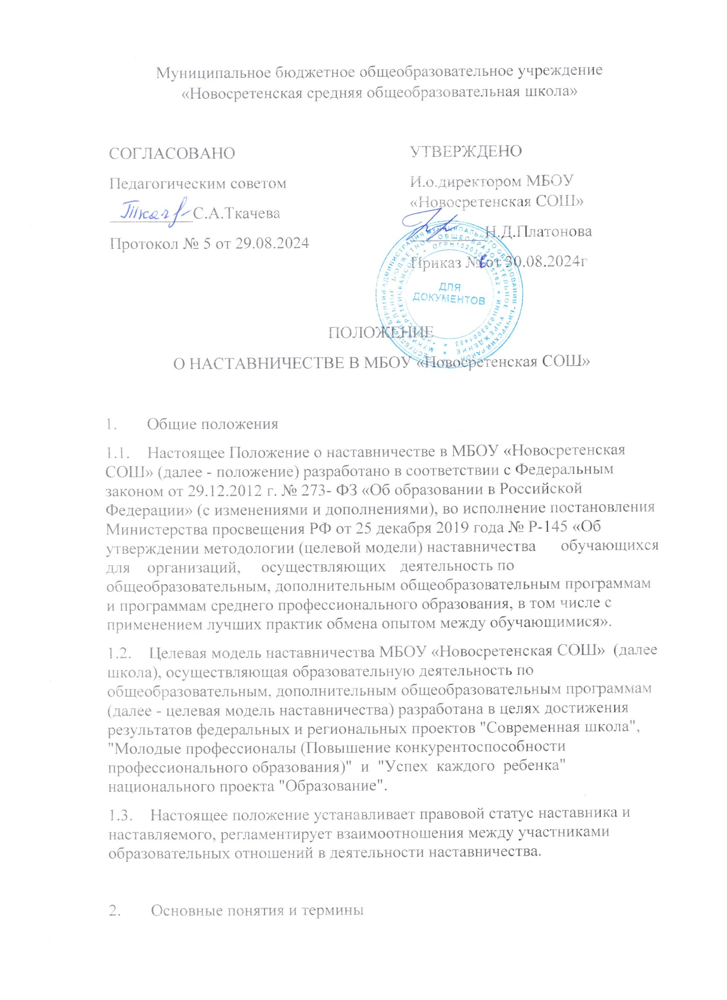 Муниципальное бюджетное общеобразовательное учреждение
«Новосретенская средняя общеобразовательная школа»
СОГЛАСОВАНО
Педагогическим советом
Ткач С.А.Ткачева
Протокол № 5 от 29.08.2024
УТВЕРЖДЕНО
И.о.директором МБОУ
«Новосретенская СОШ»
Н.Д.Платонова
Приказ № от 30.08.2024г
ДЛЯ
ДОКУМЕНТОВ
ПОЛОЖЕНИЕ
О НАСТАВНИЧЕСТВЕ В МБОУ «Новосретенская СОШ»
1. Общие положения
1.1. Настоящее Положение о наставничестве в МБОУ «Новосретенская
СОШ» (далее - положение) разработано в соответствии с Федеральным
законом от 29.12.2012 г. № 273- ФЗ «Об образовании в Российской
Федерации» (с изменениями и дополнениями), во исполнение постановления
Министерства просвещения РФ от 25 декабря 2019 года № Р-145 «Об
утверждении методологии (целевой модели) наставничества обучающихся
для организаций, осуществляющих деятельность по
общеобразовательным, дополнительным общеобразовательным программам
и программам среднего профессионального образования, в том числе с
применением лучших практик обмена опытом между обучающимися».
1.2. Целевая модель наставничества МБОУ «Новосретенская СОШ» (далее
школа), осуществляющая образовательную деятельность по
общеобразовательным, дополнительным общеобразовательным программам
(далее - целевая модель наставничества) разработана в целях достижения
результатов федеральных и региональных проектов "Современная школа",
"Молодые профессионалы (Повышение конкурентоспособности
профессионального образования)" и "Успех каждого ребенка"
национального проекта "Образование".
1.3. Настоящее положение устанавливает правовой статус наставника и
наставляемого, регламентирует взаимоотношения между участниками
образовательных отношений в деятельности наставничества.
2. Основные понятия и термины